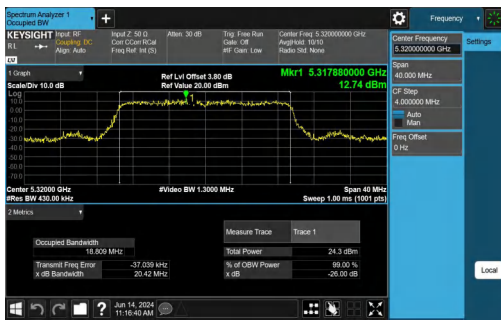 Spectrum Analyzer 1
Occupied BW
+
Frequency
KEYSIGHT Input: RF
Coupling: DC
Align: Auto
RL
Input Z: 50 Ω
Corr CCorr RCal
Freq Ref: Int (S)
Atten: 30 dB
Trig: Free Run
Gate: Off
#IF Gain: Low
Center Freq: 5.320000000 GHz
Avg|Hold: 10/10
Radio Std: None
LV
1 Graph
Scale/Div 10.0 dB
Ref Lvl Offset 3.80 dB
Ref Value 20.00 dBm
Mkr1 5.317880000 GHz
12.74 dBm
Log
10.0
0.00
-10.0
-20.0
-30.0
-40.0
-50.0
-60.0
-70.0
1
Center 5.32000 GHz
#Res BW 430.00 kHz
#Video BW 1.3000 MHz
Span 40 MHz
Sweep 1.00 ms (1001 pts)
2 Metrics
Measure Trace Trace 1
Occupied Bandwidth
18.809 MHz
Total Power 24.3 dBm
Transmit Freq Error -37.039 kHz
% of OBW Power 99.00 %
x dB Bandwidth 20.42 MHz
x dB -26.00 dB
Center Frequency
5.320000000 GHz
Settings
Span
40.000 MHz
CF Step
4.000000 MHz
Auto
Man
Freq Offset
0 Hz
Local
?
Jun 14, 2024
11:16:40 AM